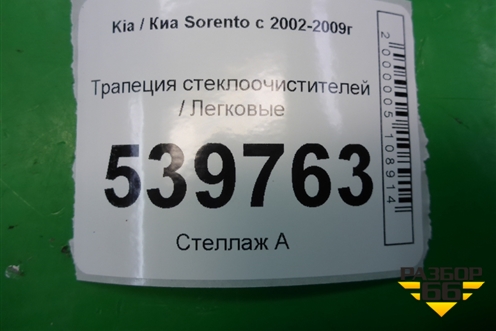 Kia / Киа Sorento с 2002-2009г
Трапеция стеклоочистителей
/ Легковые
539763
Стеллаж А
2000005108914
РАЗБОР
66